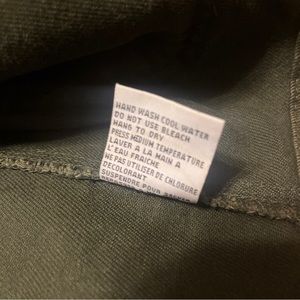 HAND WASH COOL WATER
DO NOT USE BLEACH
HANG TO DRY
PRESS MEDIUM TEMPERATURE
LAVER A LA MAIN A
L'EAU FRAICHE
NE PAS UTILISER DE CHLORURE
DECOLORANT
SUSPENDRE POUR